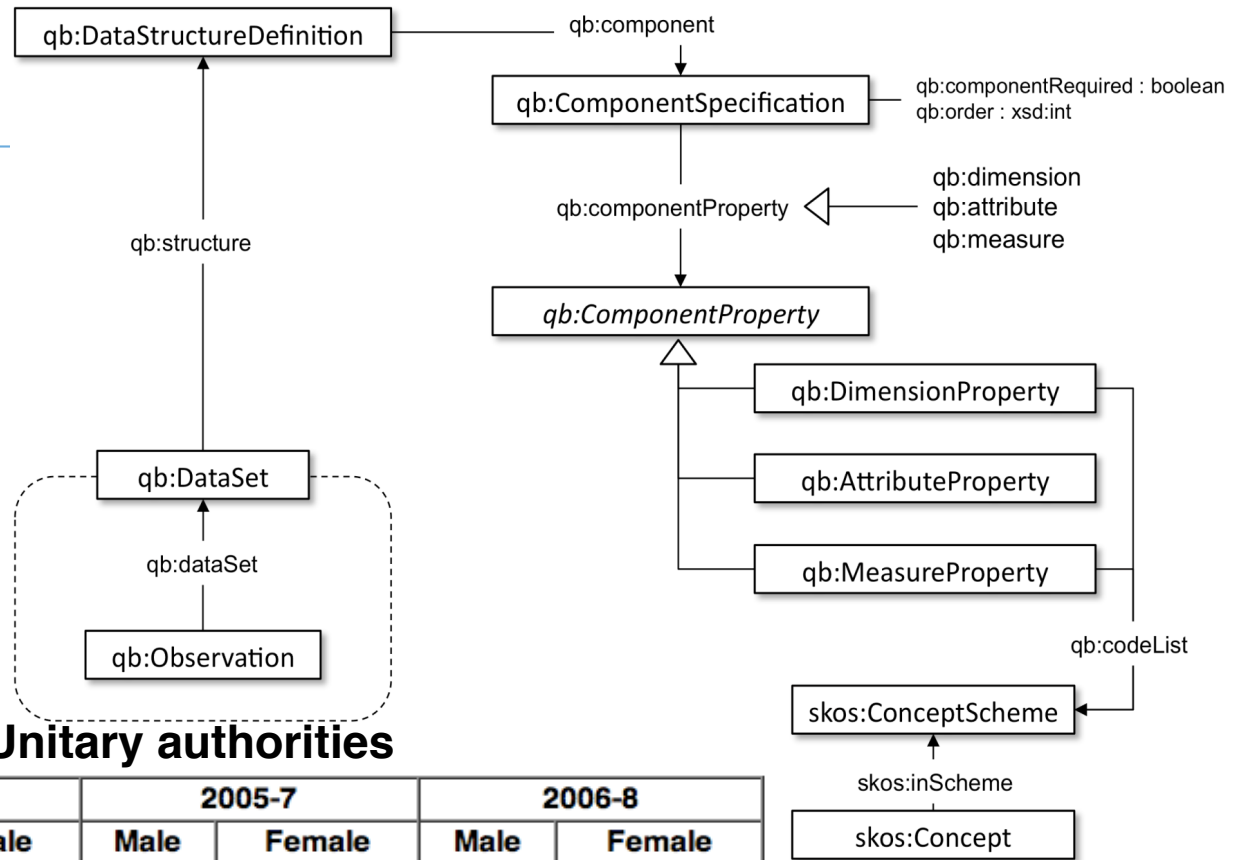 qb:DataStructureDefinition
qb:component
qb:ComponentSpecification
qb:componentRequired : boolean
qb:order : xsd:int
qb:structure
qb:componentProperty
qb:dimension
qb:attribute
qb:measure
qb:ComponentProperty
qb:DimensionProperty
qb:AttributeProperty
qb:MeasureProperty
qb:codeList
qb:DataSet
qb:dataSet
qb:Observation
skos:ConceptScheme
skos:inScheme
skos:Concept
Unitary authorities
2005-7 2006-8
ale Male Female Male Female